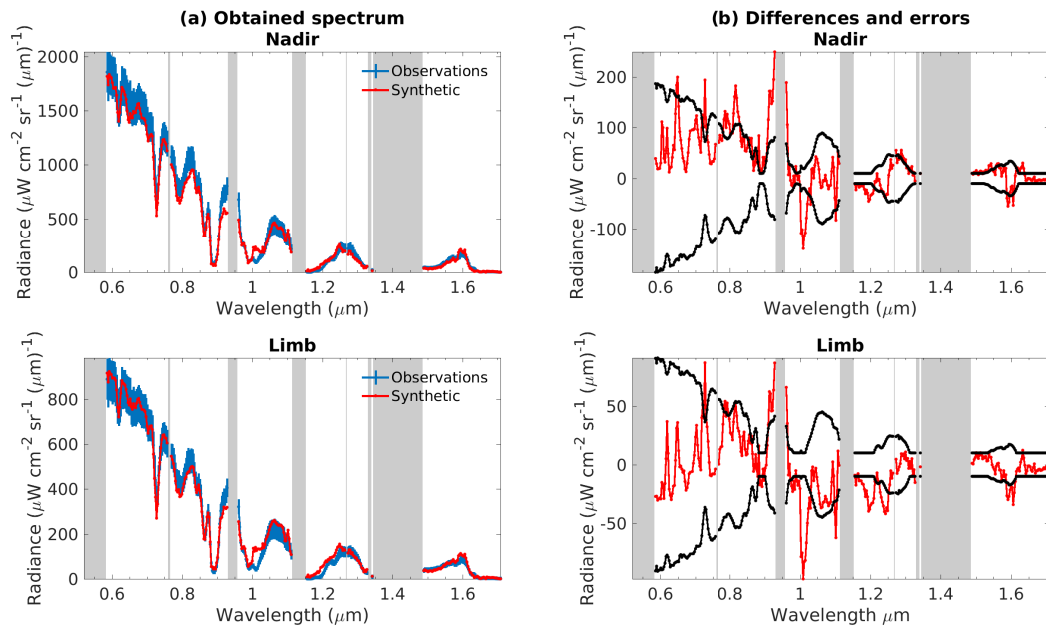 (a) Obtained spectrum
Nadir
2000
1500
1000
500
0
Radiance (μW cm-2 sr-1 (μm)-1)
Observations
Synthetic
0.6 0.8 1 1.2 1.4 1.6
Wavelength (μm)
(b) Differences and errors
Nadir
200
100
0
-100
Radiance (μW cm-2 sr-1 (μm)-1)
0.6 0.8 1 1.2 1.4 1.6
Wavelength (μm)
Limb
800
600
400
200
0
Radiance (μW cm-2 sr-1 (μm)-1)
Observations
Synthetic
0.6 0.8 1 1.2 1.4 1.6
Wavelength (μm)
Limb
50
0
-50
Radiance (μW cm-2 sr-1 (μm)-1)
0.6 0.8 1 1.2 1.4 1.6
Wavelength μm